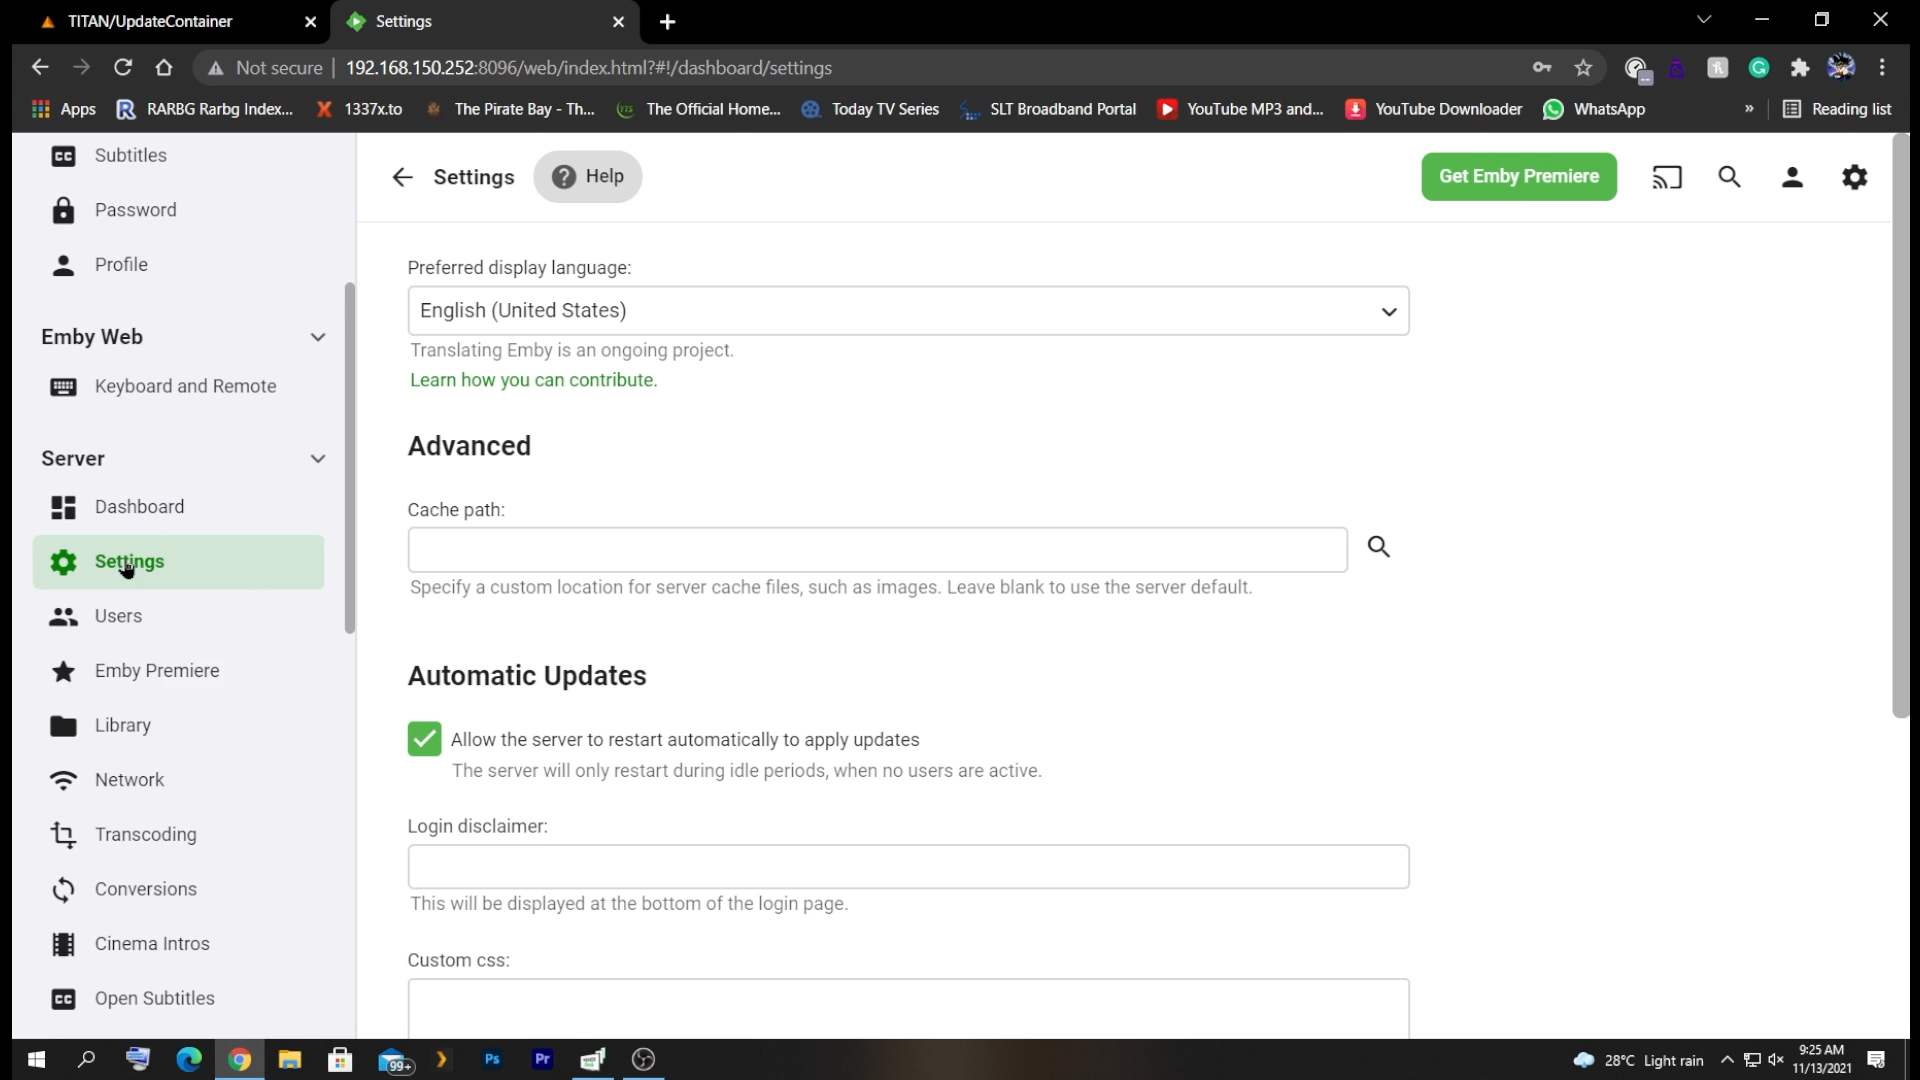 TITAN/UpdateContainer
Settings
Not secure
192.168.150.252:8096/web/index.html?#!/dashboard/settings
Apps
RARBG Rarbg Index...
1337x.to
The Pirate Bay - Th...
The Official Home...
Today TV Series
SLT Broadband Portal
YouTube MP3 and...
YouTube Downloader
WhatsApp
»
Reading list
Subtitles
Password
Profile
Emby Web
Keyboard and Remote
Server
Dashboard
Settings
Users
Emby Premiere
Library
Network
Transcoding
Conversions
Cinema Intros
Open Subtitles
Settings
Help
Get Emby Premiere
Preferred display language:
English (United States)
Translating Emby is an ongoing project.
Learn how you can contribute.
Advanced
Cache path:
Specify a custom location for server cache files, such as images. Leave blank to use the server default.
Automatic Updates
Allow the server to restart automatically to apply updates
The server will only restart during idle periods, when no users are active.
Login disclaimer:
This will be displayed at the bottom of the login page.
Custom css:
99+
Ps
Pr
28°C Light rain
9:25 AM
11/13/2021